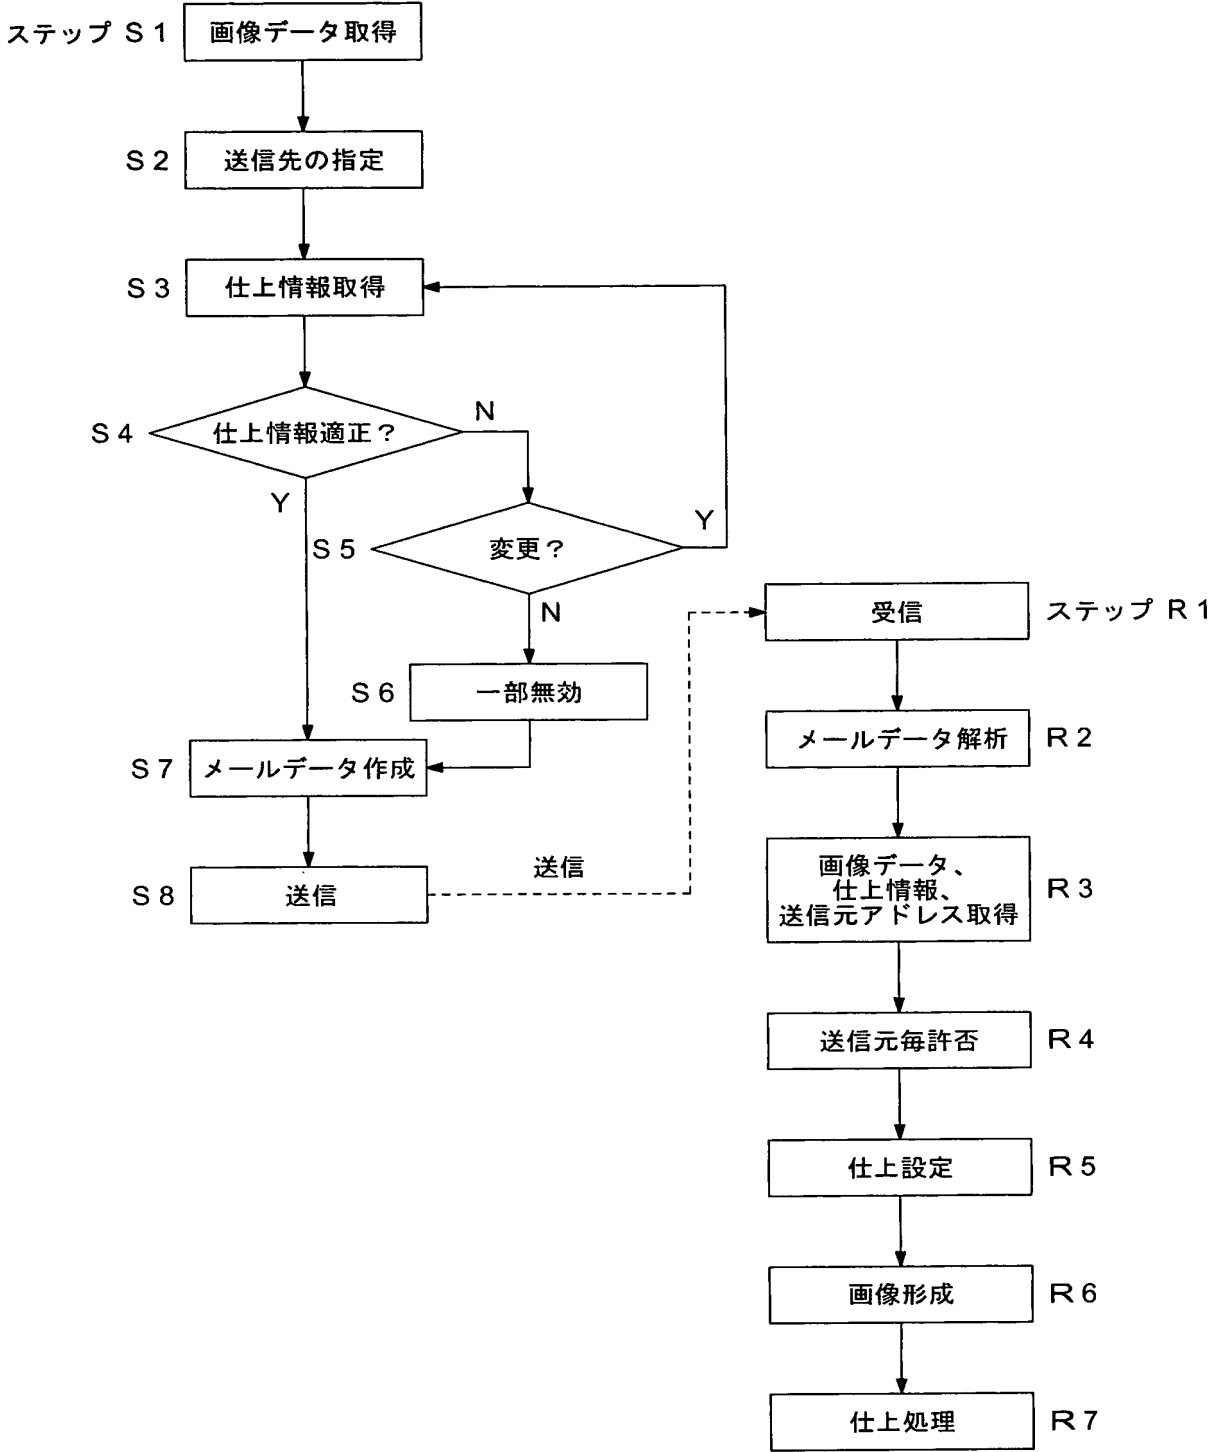 ステップ S1 画像データ取得
S2 送信先の指定
S3 仕上情報取得
S4 仕上情報適正?
N
Y
S5 変更?
Y
N
S6 一部無効
S7 メールデータ作成
S8 送信
送信
受信 ステップ R1
メールデータ解析 R2
画像データ、
仕上情報、 R3
送信元アドレス取得
送信元毎許否 R4
仕上設定 R5
画像形成 R6
仕上処理 R7